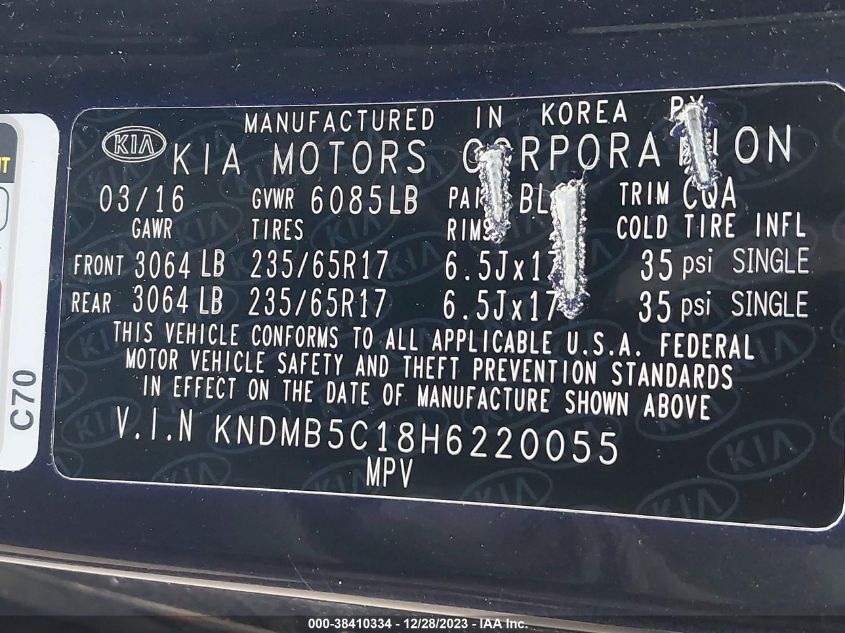 MANUFACTURED IN KOREA BY
KIA KIA MOTORS CORPORATION
03/16 GVWR 6085LB TRIM CQA
GAWR TIRES RIMS COLD TIRE INFL
FRONT 3064 LB 235/65R17 6.5Jx17 35 psi SINGLE
REAR 3064 LB 235/65R17 6.5Jx17 35 psi SINGLE
THIS VEHICLE CONFORMS TO ALL APPLICABLE U.S.A. FEDERAL
MOTOR VEHICLE SAFETY AND THEFT PREVENTION STANDARDS
IN EFFECT ON THE DATE OF MANUFACTURE SHOWN ABOVE
V.I.N KNDMB5C18H6220055
MPV
C70
000-38410334 - 12/28/2023 - IAA Inc.